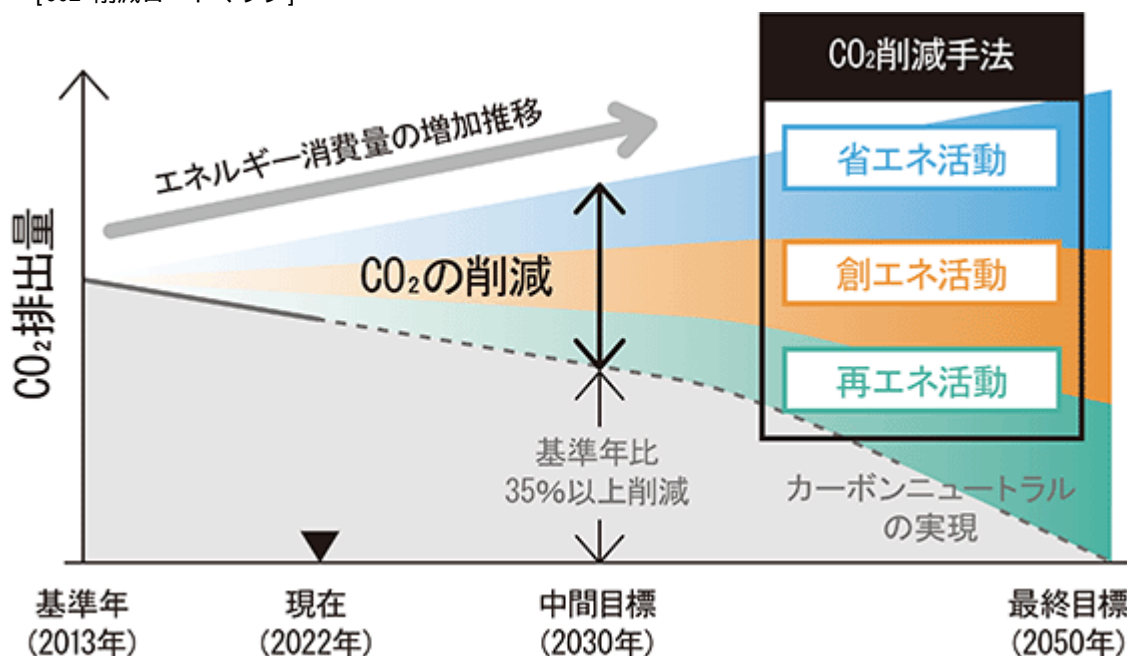 CO₂削減手法
エネルギー消費量の増加推移
省エネ活動
創エネ活動
再エネ活動
CO₂の削減
CO₂排出量
基準年比
35%以上削減
カーボンニュートラル
の実現
基準年
(2013年)
現在
(2022年)
中間目標
(2030年)
最終目標
(2050年)